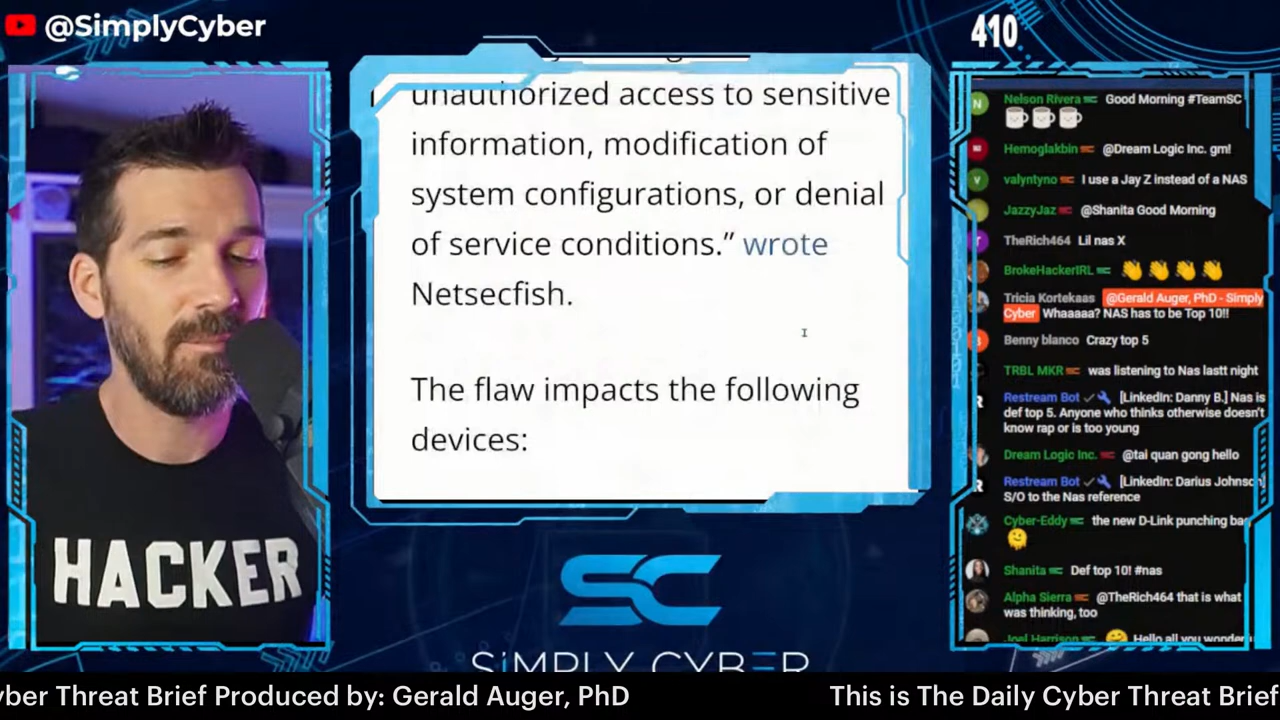 @SimplyCyber
410
unauthorized access to sensitive
information, modification of
system configurations, or denial
of service conditions.” wrote
Netsecfish.
The flaw impacts the following
devices:
HACKER
Nelson Rivera Good Morning #TeamSC
Hemoglakbin @Dream Logic Inc. gm!
valyntyno I use a Jay Z instead of a NAS
JazzyJaz @Shanita Good Morning
TheRich464 Lil nas X
BrokeHackerIRL
Tricia Kortekaas @Gerald Auger, PhD - Simply
Cyber Whaaaaa? NAS has to be Top 10!!
Benny blanco Crazy top 5
TRBL MKR was listening to Nas lastt night
Restream Bot [LinkedIn: Danny B.] Nas is
def top 5. Anyone who thinks otherwise doesn't
know rap or is too young
Dream Logic Inc. @tai quan gong hello
Restream Bot [LinkedIn: Darius Johnson]
S/O to the Nas reference
Cyber-Eddy the new D-Link punching bag
Shanita Def top 10! #nas
Alpha Sierra @TheRich464 that is what
was thinking, too
Joel Harrison Hello all you wonder
SC
SIMPLY CYBER
yber Threat Brief Produced by: Gerald Auger, PhD
This is The Daily Cyber Threat Brief